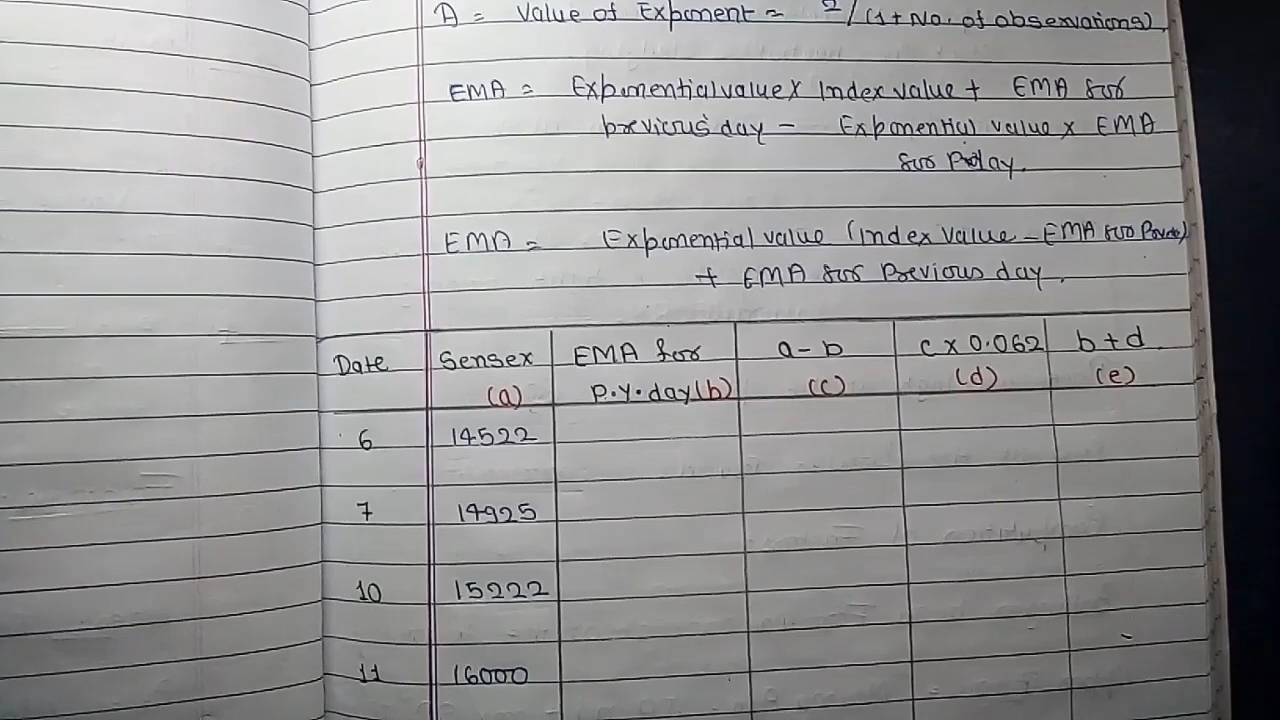 A = Value of Exponent = 2/(1+No. of observations)
EMA = Exponential value x Index value + EMA for
previous day - Exponential value x EMA
for P.day.
EMA = Exponential value (Index value - EMA for
+ EMA for Previous day.
Date Sensex EMA for a-b c x 0.062 b+d
(a) P.Y.day(b) (c) (d) (e)
6 14522
7 14925
10 15222
11 16000